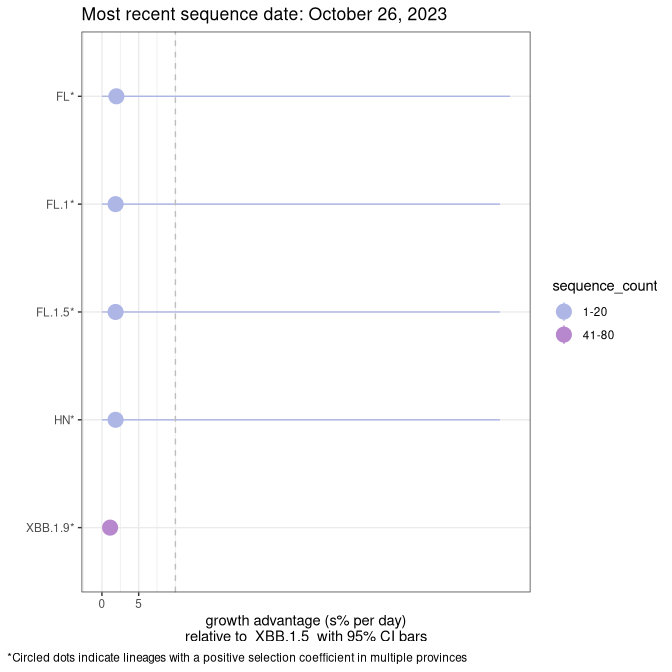 Most recent sequence date: October 26, 2023
FL*
FL.1*
FL.1.5*
HN*
XBB.1.9*
0 5
growth advantage (s% per day)
relative to  XBB.1.5  with 95% CI bars
sequence_count
1-20
41-80
*Circled dots indicate lineages with a positive selection coefficient in multiple provinces